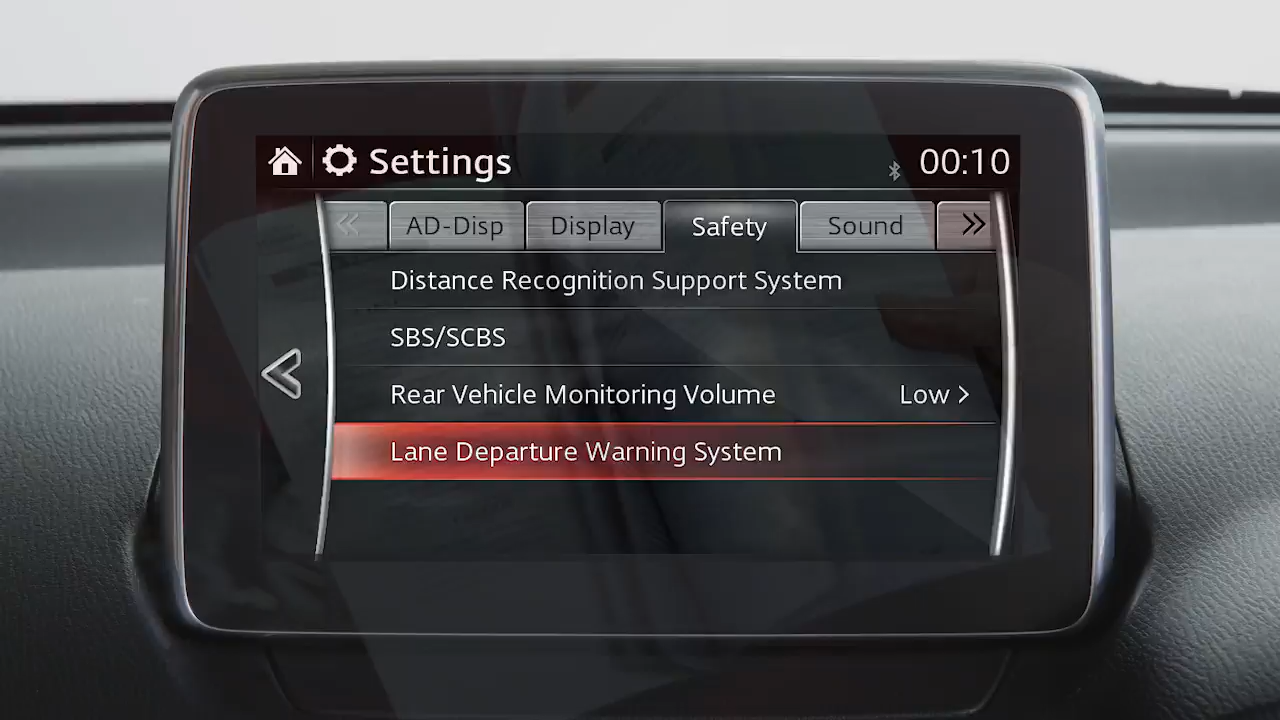 Settings
00:10
AD-Disp
Display
Safety
Sound
Distance Recognition Support System
SBS/SCBS
Rear Vehicle Monitoring Volume
Low >
Lane Departure Warning System